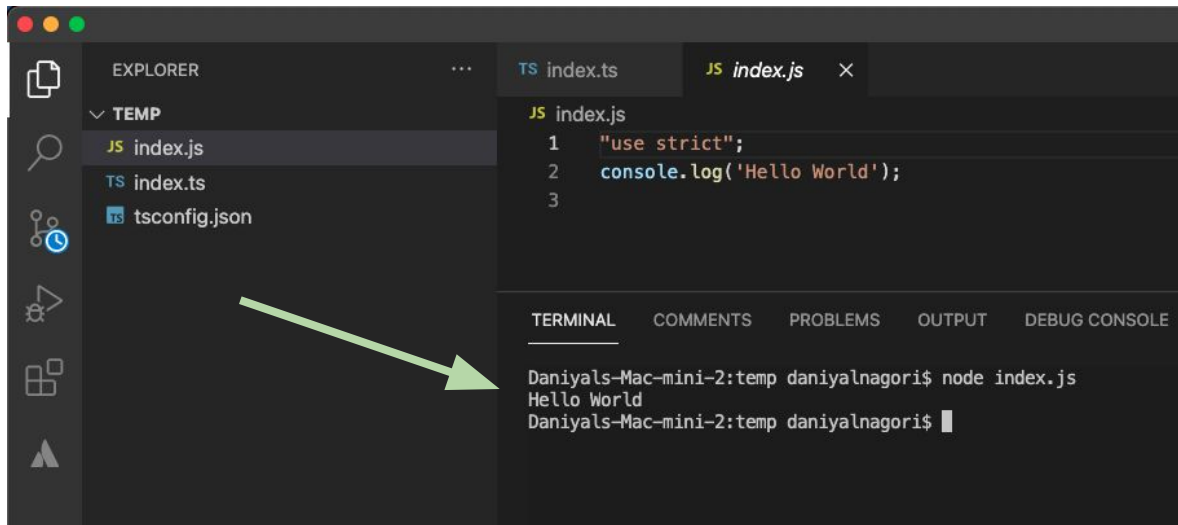 EXPLORER
TEMP
JS index.js
TS index.ts
TS tsconfig.json
TS index.ts
JS index.js
JS index.js
1 "use strict";
2 console.log('Hello World');
3
TERMINAL COMMENTS PROBLEMS OUTPUT DEBUG CONSOLE
Daniyals-Mac-mini-2:temp daniyalnagori$ node index.js
Hello World
Daniyals-Mac-mini-2:temp daniyalnagori$